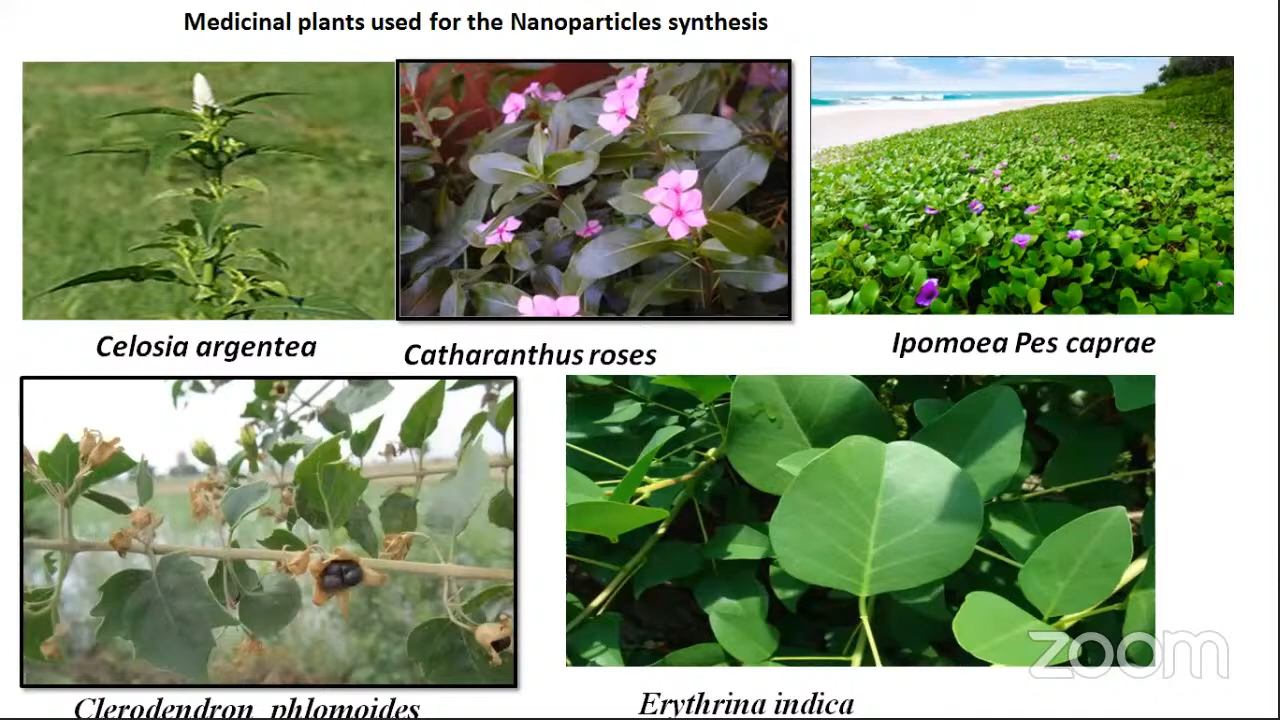 Medicinal plants used for the Nanoparticles synthesis
Celosia argentea
Catharanthus roses
Ipomoea Pes caprae
Clerodendron phlomoides
Erythrina indica
zoom